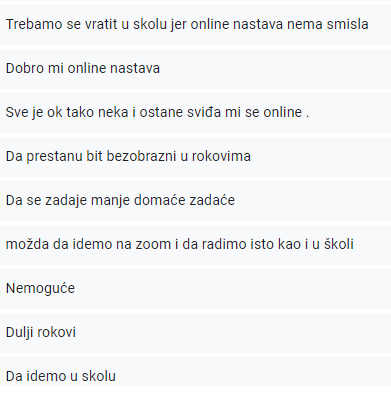 Trebamo se vratit u skolu jer online nastava nema smisla
Dobro mi online nastava
Sve je ok tako neka i ostane sviđa mi se online .
Da prestanu bit bezobrazni u rokovima
Da se zadaje manje domaće zadaće
možda da idemo na zoom i da radimo isto kao i u školi
Nemoguće
Dulji rokovi
Da idemo u skolu